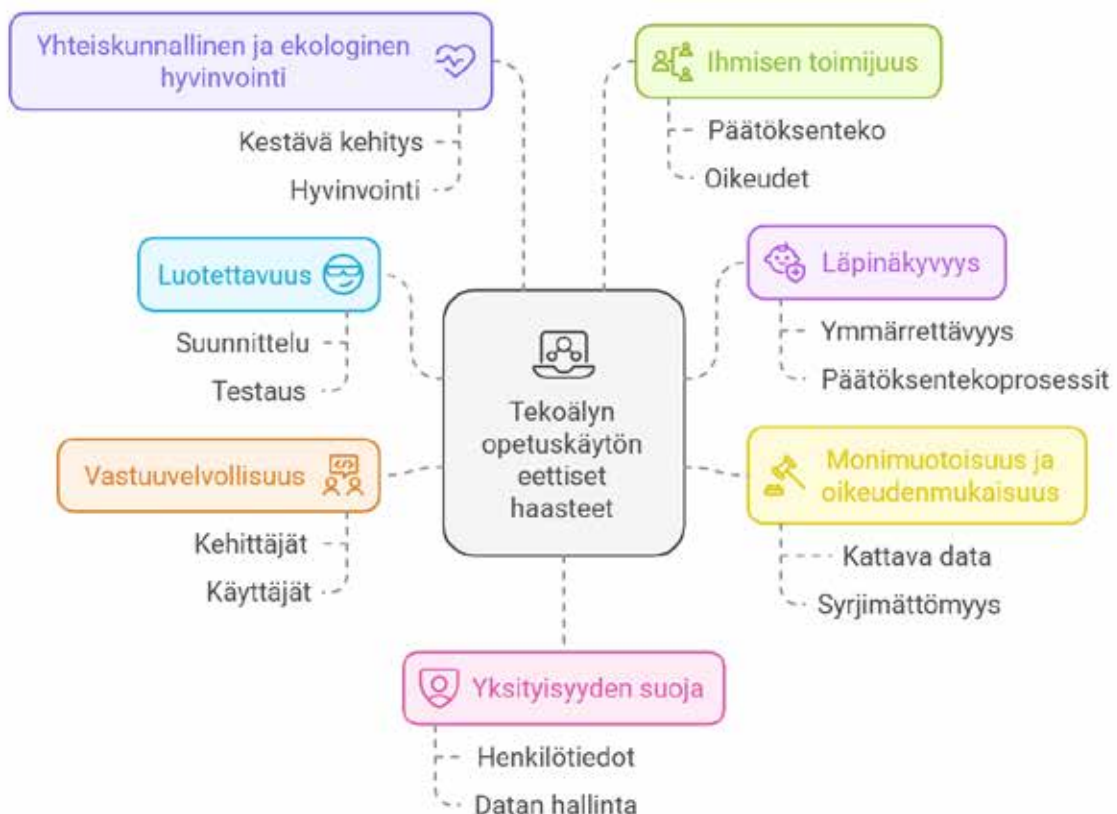 Yhteiskunnallinen ja ekologinen
hyvinvointi
Kestävä kehitys
Hyvinvointi
Ihmisen toimijuus
Päätöksenteko
Oikeudet
Luotettavuus
Suunnittelu
Testaus
Läpinäkyvyys
Ymmärrettävyys
Päätöksentekoprosessit
Tekoälyn
opetuskäytön
eettiset
haasteet
Vastuuvelvollisuus
Kehittäjät
Käyttäjät
Monimuotoisuus ja
oikeudenmukaisuus
Kattava data
Syrjimättömyys
Yksityisyyden suoja
Henkilötiedot
Datan hallinta